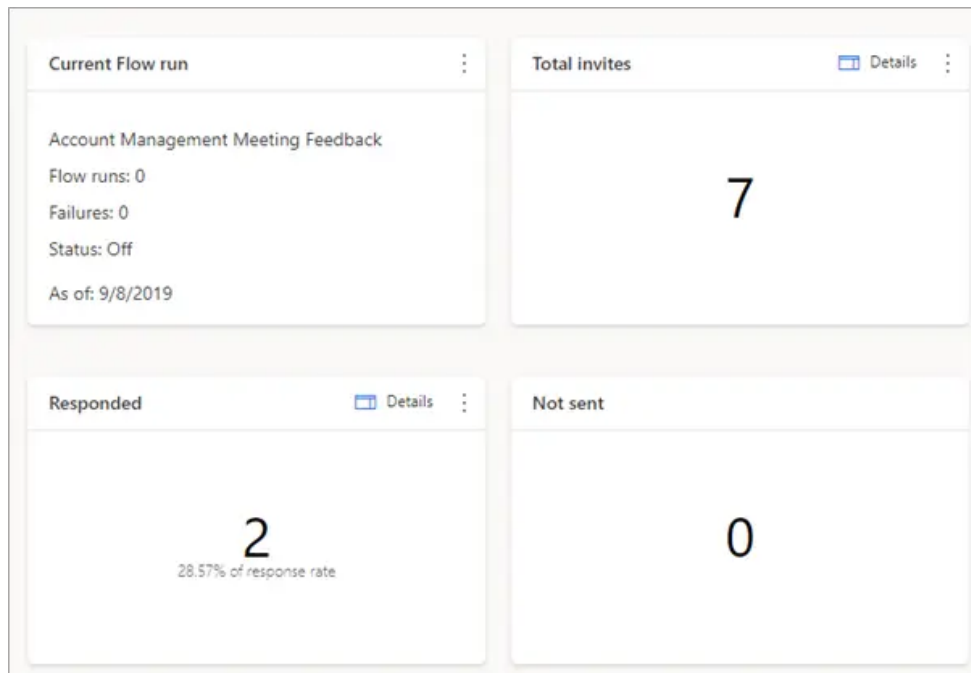 Current Flow run
Account Management Meeting Feedback
Flow runs: 0
Failures: 0
Status: Off
As of: 9/8/2019
Total invites
Details
7
Responded
Details
2
28.57% of response rate
Not sent
0